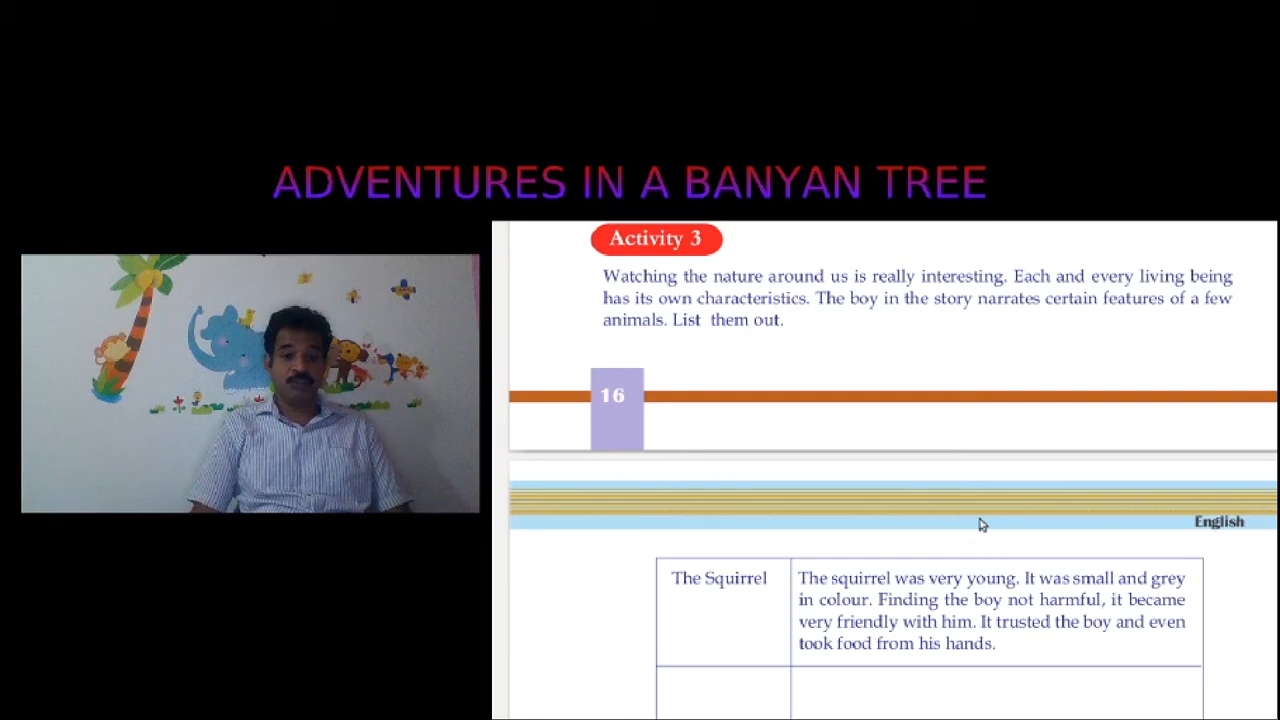 ADVENTURES IN A BANYAN TREE
Activity 3
Watching the nature around us is really interesting. Each and every living being
has its own characteristics. The boy in the story narrates certain features of a few
animals. List them out.
16
English
The Squirrel
The squirrel was very young. It was small and grey
in colour. Finding the boy not harmful, it became
very friendly with him. It trusted the boy and even
took food from his hands.